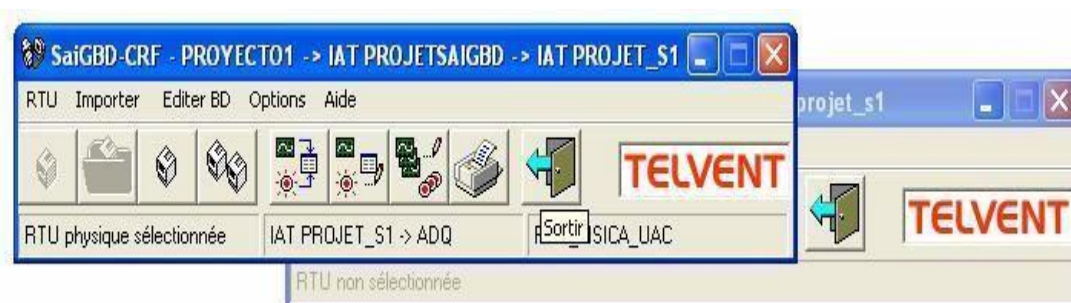 SaiGBD-CRF - PROYECTO1 -> IAT PROJETSAIGBD -> IAT PROJET_S1
projet_s1
RTU Importer Editer BD Options Aide
TELVENT
TELVENT
Sortir
RTU physique sélectionnée IAT PROJET_S1 -> ADQ SICA_UAC
RTU non sélectionnée